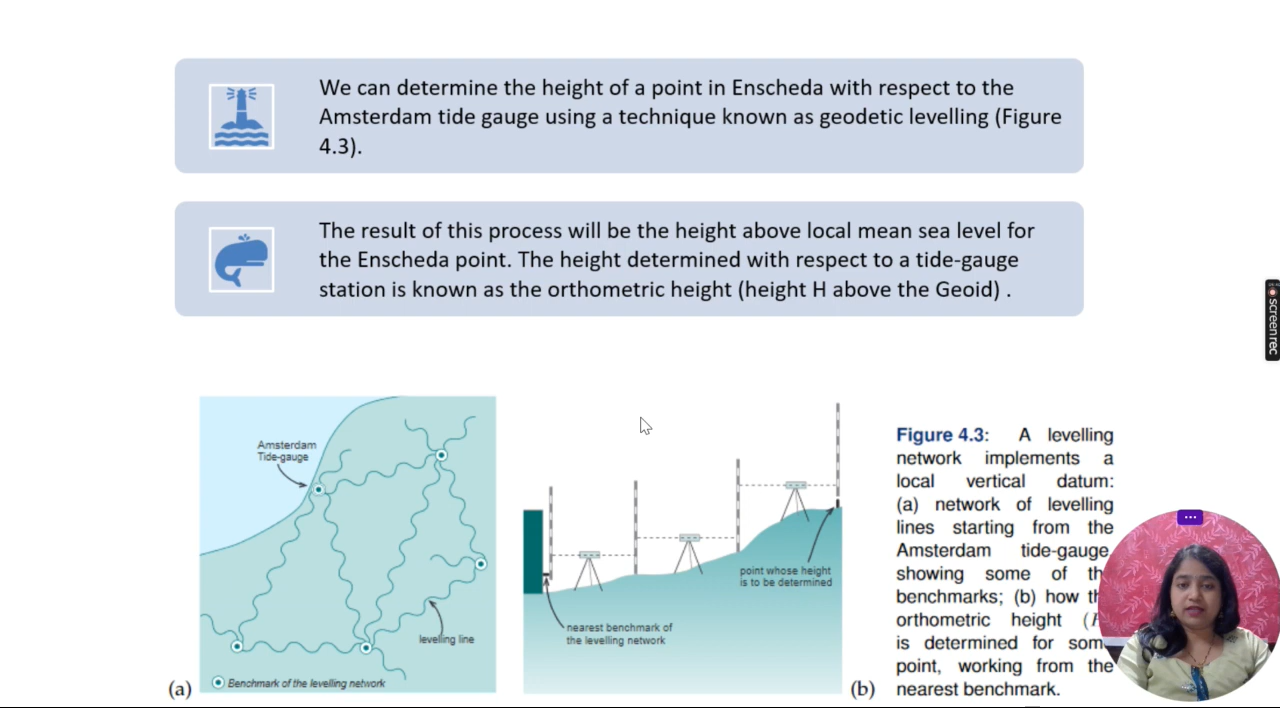 We can determine the height of a point in Enscheda with respect to the
Amsterdam tide gauge using a technique known as geodetic levelling (Figure
4.3).
The result of this process will be the height above local mean sea level for
the Enscheda point. The height determined with respect to a tide-gauge
station is known as the orthometric height (height H above the Geoid) .
Amsterdam
Tide-gauge
levelling line
Benchmark of the levelling network
(a)
nearest benchmark of
the levelling network
point whose height
is to be determined
(b)
Figure 4.3: A levelling
network implements a
local vertical datum:
(a) network of levelling
lines starting from the
Amsterdam tide-gauge,
showing some of
benchmarks; (b) how
orthometric height
is determined for
point, working from the
nearest benchmark.
screenrec